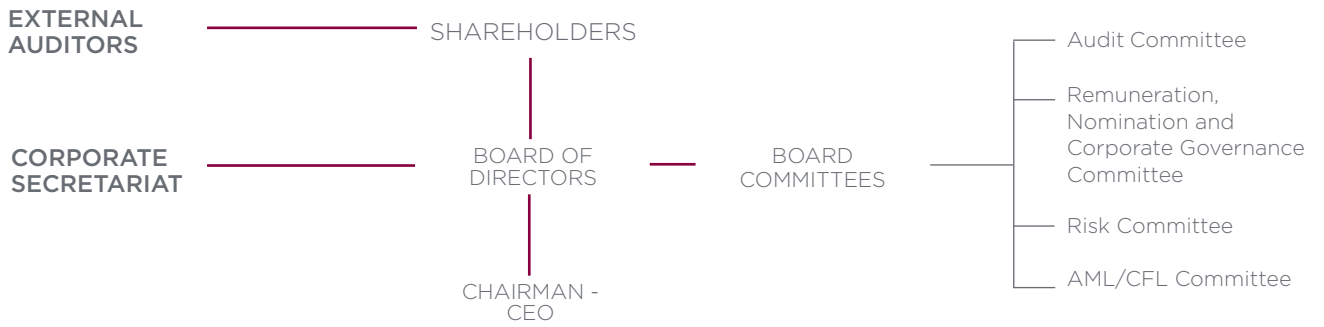 EXTERNAL
AUDITORS
SHAREHOLDERS
CORPORATE
SECRETARIAT
BOARD OF
DIRECTORS
BOARD
COMMITTEES
CHAIRMAN -
CEO
Audit Committee
Remuneration,
Nomination and
Corporate Governance
Committee
Risk Committee
AML/CFL Committee